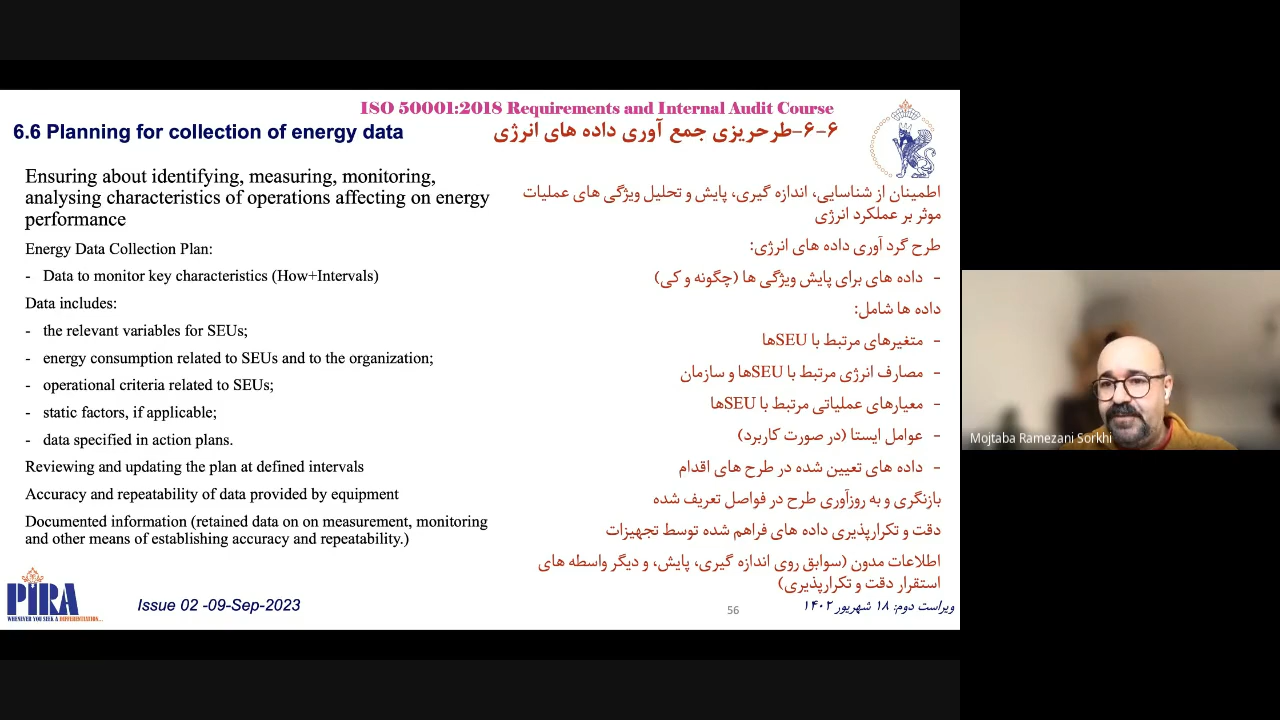 ISO 50001:2018 Requirements and Internal Audit Course
6.6 Planning for collection of energy data
۶-۶-طرحریزی جمع آوری داده های انرژی
Ensuring about identifying, measuring, monitoring,
analysing characteristics of operations affecting on energy
performance
Energy Data Collection Plan:
- Data to monitor key characteristics (How+Intervals)
Data includes:
- the relevant variables for SEUs;
- energy consumption related to SEUs and to the organization;
- operational criteria related to SEUs;
- static factors, if applicable;
- data specified in action plans.
Reviewing and updating the plan at defined intervals
Accuracy and repeatability of data provided by equipment
Documented information (retained data on on measurement, monitoring
and other means of establishing accuracy and repeatability.)
اطمینان از شناسایی، اندازه گیری، پایش و تحلیل ویژگی های عملیات
موثر بر عملکرد انرژی
طرح گرد آوری داده های انرژی:
- داده های برای پایش ویژگی ها (چگونه و کی)
داده ها شامل:
- متغیرهای مرتبط با SEUها
- مصارف انرژی مرتبط با SEUها و سازمان
- معیارهای عملیاتی مرتبط با SEUها
- عوامل ایستا (در صورت کاربرد)
- داده های تعیین شده در طرح های اقدام
بازنگری و به روزآوری طرح در فواصل تعریف شده
دقت و تکرارپذیری داده های فراهم شده توسط تجهیزات
اطلاعات مدون (سوابق روی اندازه گیری، پایش، و دیگر واسطه های
استقرار دقت و تکرارپذیری)
PIRA
WHENEVER YOU SEEK A DIFFERENTIATION...
Issue 02 -09-Sep-2023
56
ویراست دوم: ۱۸ شهریور ۱۴۰۲
Mojtaba Ramezani Sorkhi